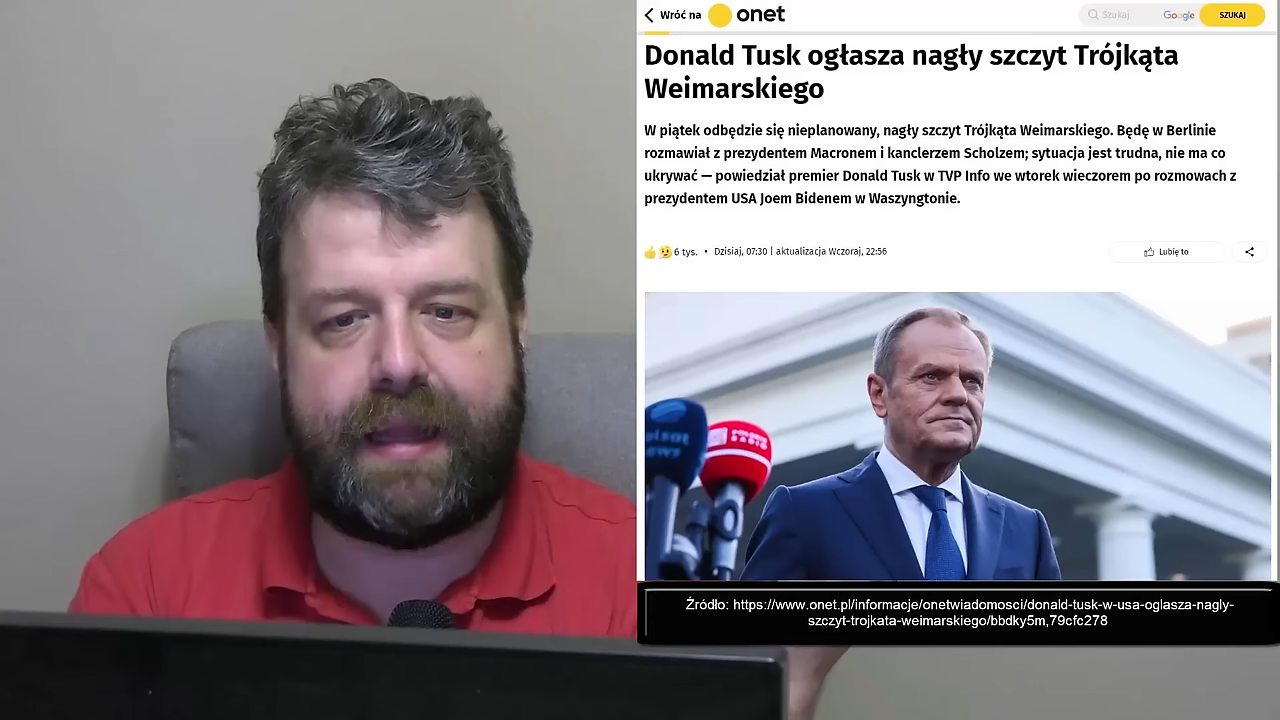 Wróć na onet
Szukaj Google SZUKAJ
Donald Tusk ogłasza nagły szczyt Trójkąta
Weimarskiego
W piątek odbędzie się nieplanowany, nagły szczyt Trójkąta Weimarskiego. Będę w Berlinie
rozmawiał z prezydentem Macronem i kanclerzem Scholzem; sytuacja jest trudna, nie ma co
ukrywać — powiedział premier Donald Tusk w TVP Info we wtorek wieczorem po rozmowach z
prezydentem USA Joem Bidenem w Waszyngtonie.
6 tys. • Dzisiaj, 07:30 | aktualizacja Wczoraj, 22:56
Lubię to
POLSKIE
RADIO
Źródło: https://www.onet.pl/informacje/onetwiadomosci/donald-tusk-w-usa-oglasza-nagly-
szczyt-trojkata-weimarskiego/bbdky5m,79cfc278